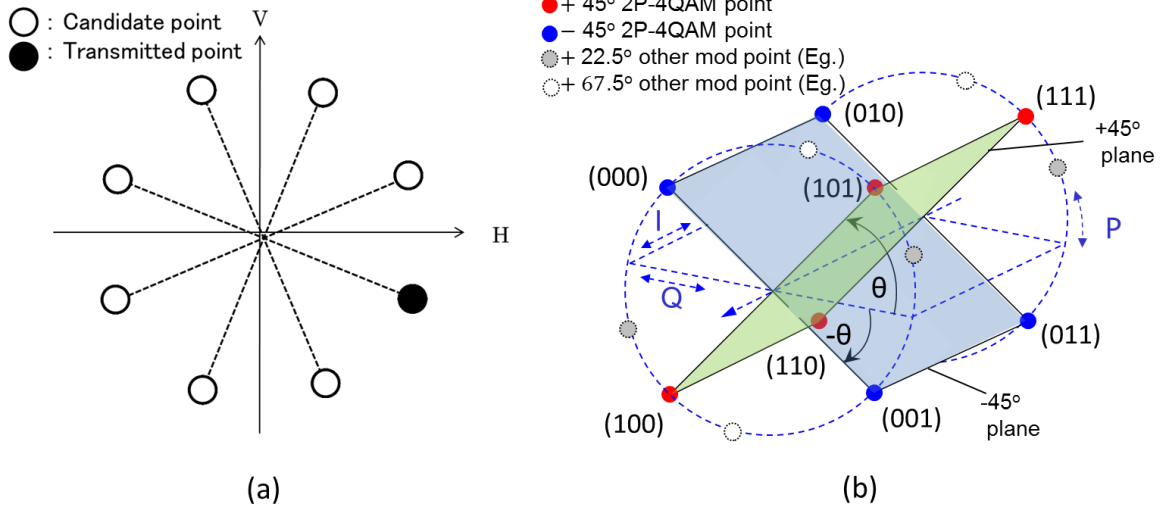 : Candidate point
: Transmitted point
V
H
(a)
+ 45° 2P-4QAM point
− 45° 2P-4QAM point
+ 22.5° other mod point (Eg.)
+ 67.5° other mod point (Eg.)
(010)
(111)
+45°
plane
(000)
(101)
I
P
Q
θ
-θ
(110)
(011)
(100)
(001)
-45°
plane
(b)